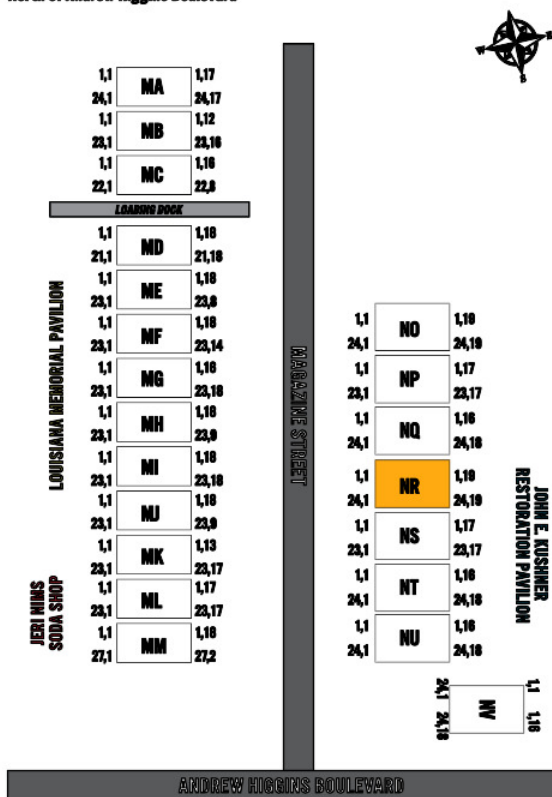 North of Andrew Higgins Boulevard
N
W
E
S
1,1 MA 1,17
24,1 24,17
1,1 MB 1,12
23,1 23,16
1,1 MC 1,16
22,1 22,8
LOADING DOCK
1,1 MD 1,18
21,1 21,18
1,1 ME 1,18
23,1 23,8
1,1 MF 1,18
23,1 23,14
1,1 MG 1,18
23,1 23,18
1,1 MH 1,18
23,1 23,9
1,1 MI 1,18
23,1 23,18
1,1 MJ 1,18
23,1 23,9
1,1 MK 1,13
23,1 23,17
1,1 ML 1,17
23,1 23,17
1,1 MM 1,18
27,1 27,2
LOUISIANA MEMORIAL PAVILION
JERI NIMS
SODA SHOP
MAGAZINE STREET
1,1 NO 1,19
24,1 24,19
1,1 NP 1,17
23,1 23,17
1,1 NQ 1,16
24,1 24,18
1,1 NR 1,19
24,1 24,19
1,1 NS 1,17
23,1 23,17
1,1 NT 1,16
24,1 24,18
1,1 NU 1,16
24,1 24,18
24,1 NV 1,1
24,18 1,16
JOHN E. KUSHNER
RESTORATION PAVILION
ANDREW HIGGINS BOULEVARD